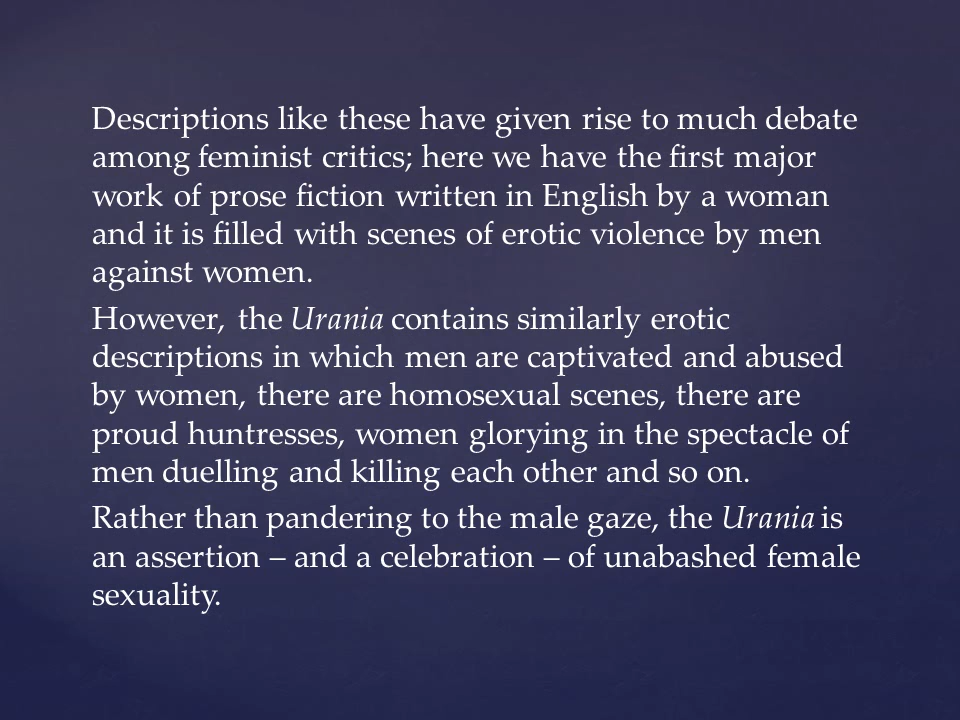 Descriptions like these have given rise to much debate
among feminist critics; here we have the first major
work of prose fiction written in English by a woman
and it is filled with scenes of erotic violence by men
against women.
However, the Urania contains similarly erotic
descriptions in which men are captivated and abused
by women, there are homosexual scenes, there are
proud huntresses, women glorying in the spectacle of
men duelling and killing each other and so on.
Rather than pandering to the male gaze, the Urania is
an assertion – and a celebration – of unabashed female
sexuality.